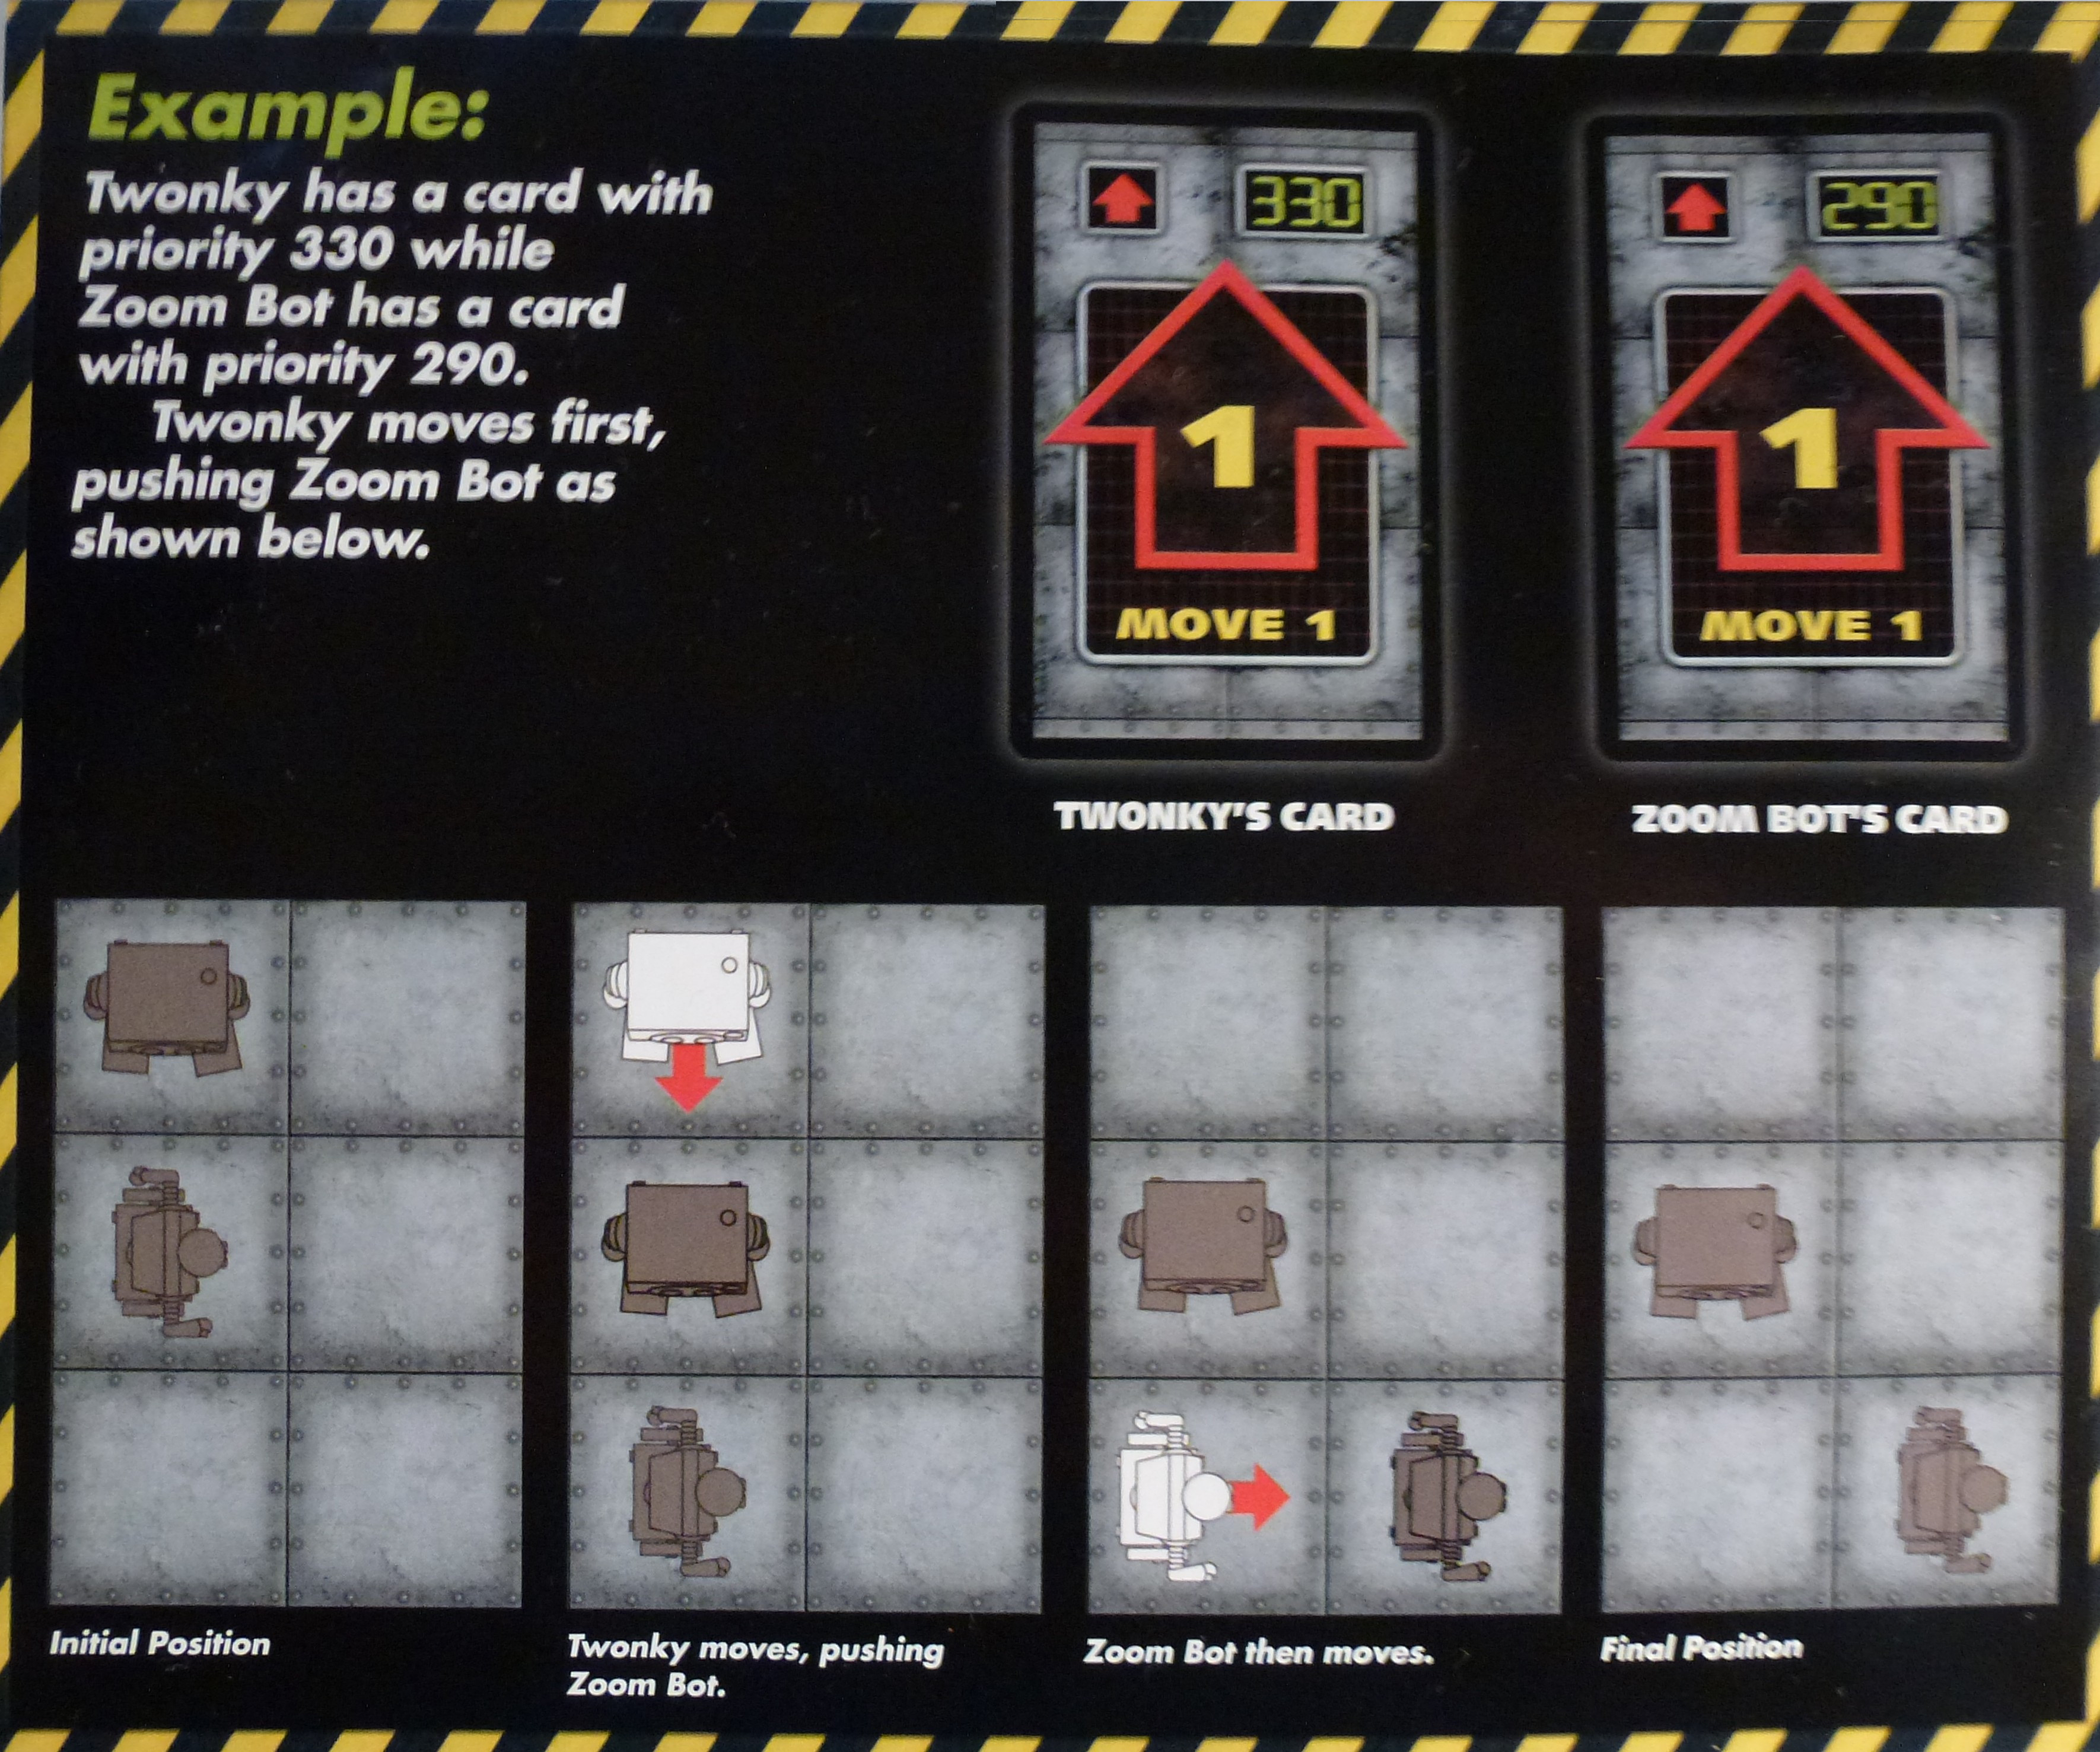 Example:
Twonky has a card with
priority 330 while
Zoom Bot has a card
with priority 290.
Twonky moves first,
pushing Zoom Bot as
shown below.
330
1
MOVE 1
TWONKY'S CARD
290
1
MOVE 1
ZOOM BOT'S CARD
Initial Position
Twonky moves, pushing
Zoom Bot.
Zoom Bot then moves.
Final Position